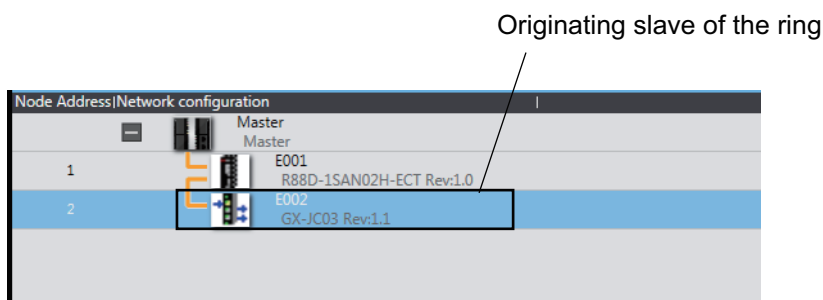 Originating slave of the ring
Node Address|Network configuration
Master
Master
1
E001
R88D-1SAN02H-ECT Rev:1.0
2
E002
GX-JC03 Rev:1.1